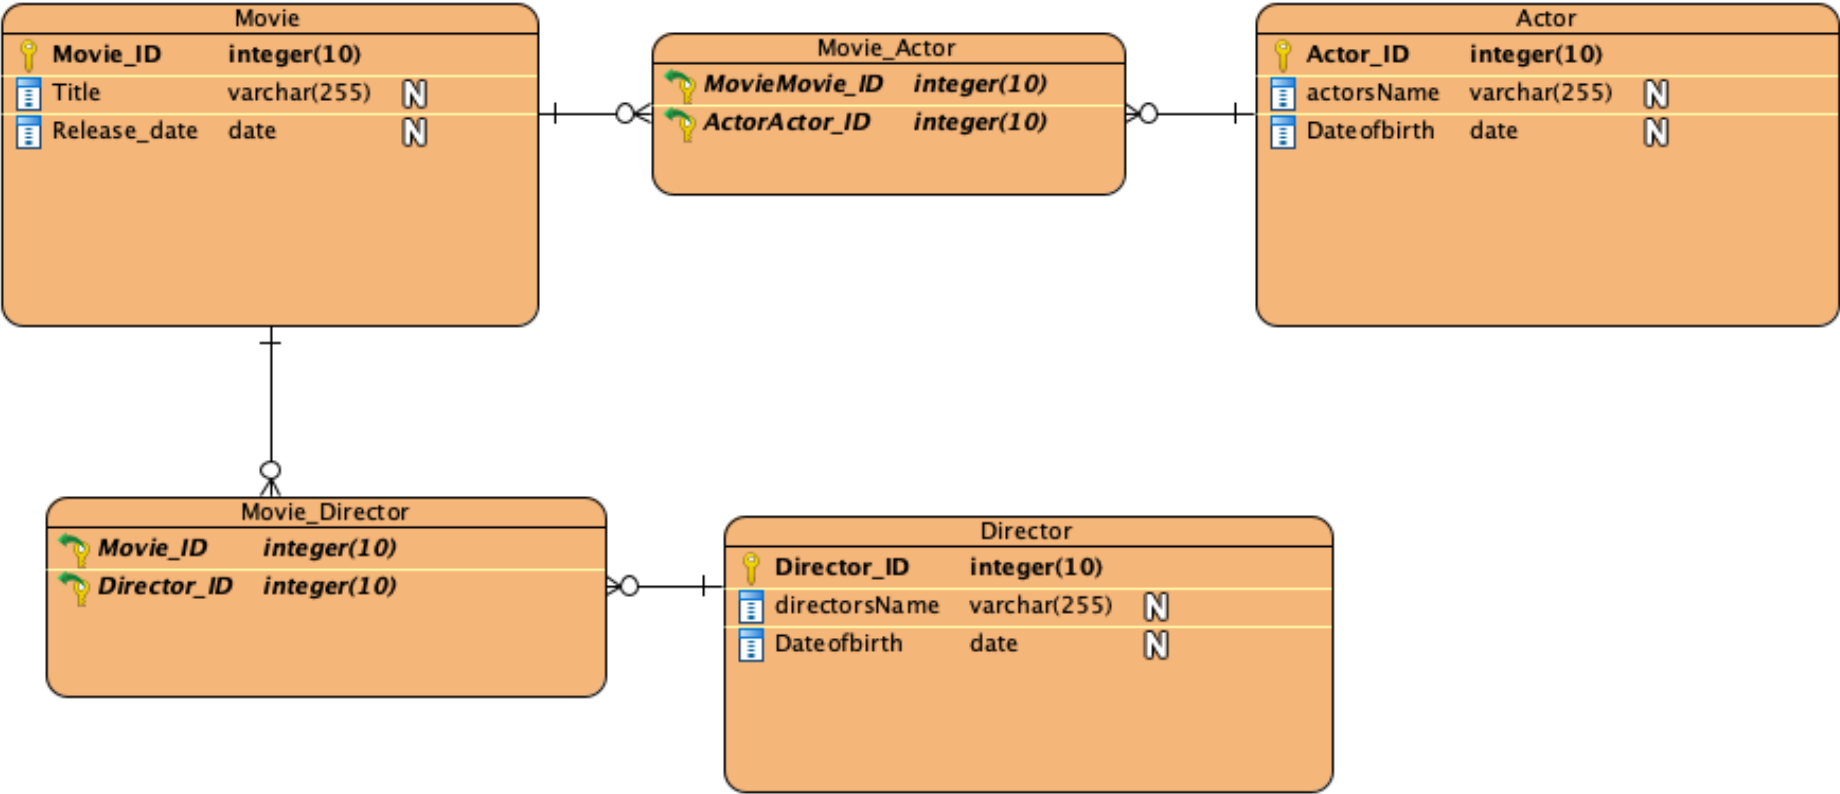 Movie
Movie_ID integer(10)
Title varchar(255) N
Release_date date N
Movie_Actor
MovieMovie_ID integer(10)
ActorActor_ID integer(10)
Actor
Actor_ID integer(10)
actorsName varchar(255) N
Dateofbirth date N
Movie_Director
Movie_ID integer(10)
Director_ID integer(10)
Director
Director_ID integer(10)
directorsName varchar(255) N
Dateofbirth date N